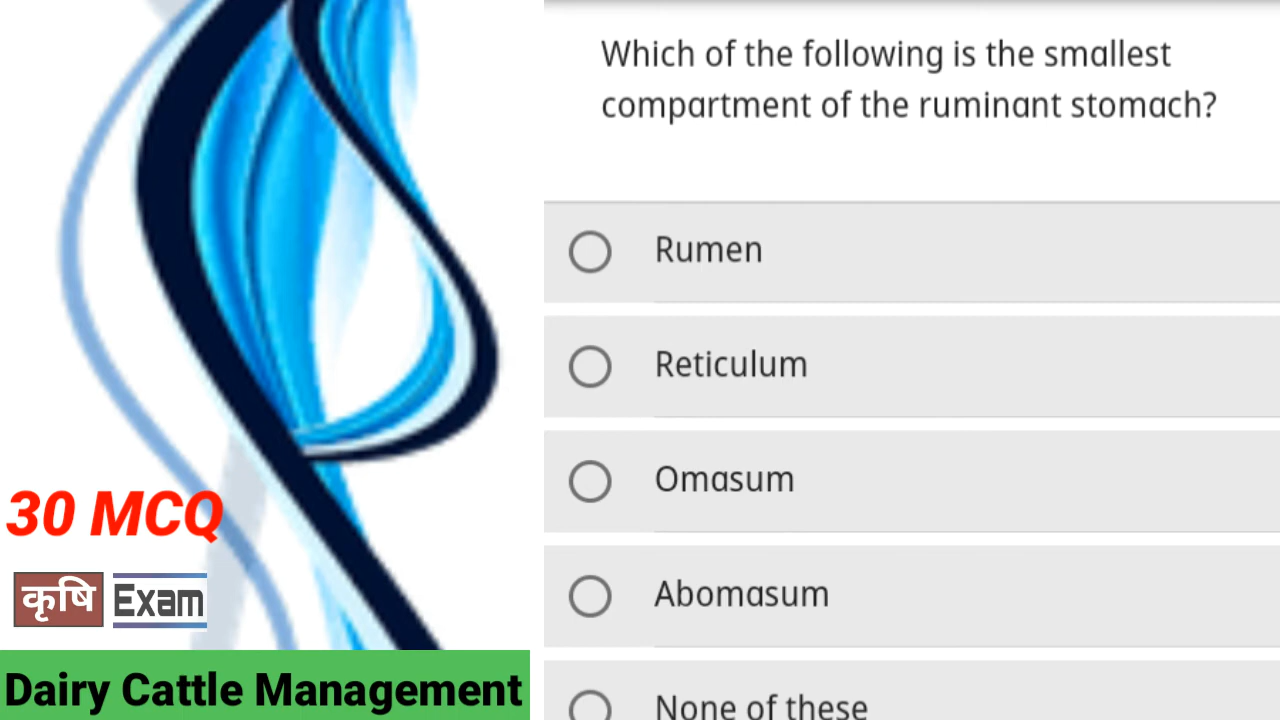 Which of the following is the smallest
compartment of the ruminant stomach?
Rumen
Reticulum
Omasum
Abomasum
None of these
30 MCQ
कृषि Exam
Dairy Cattle Management